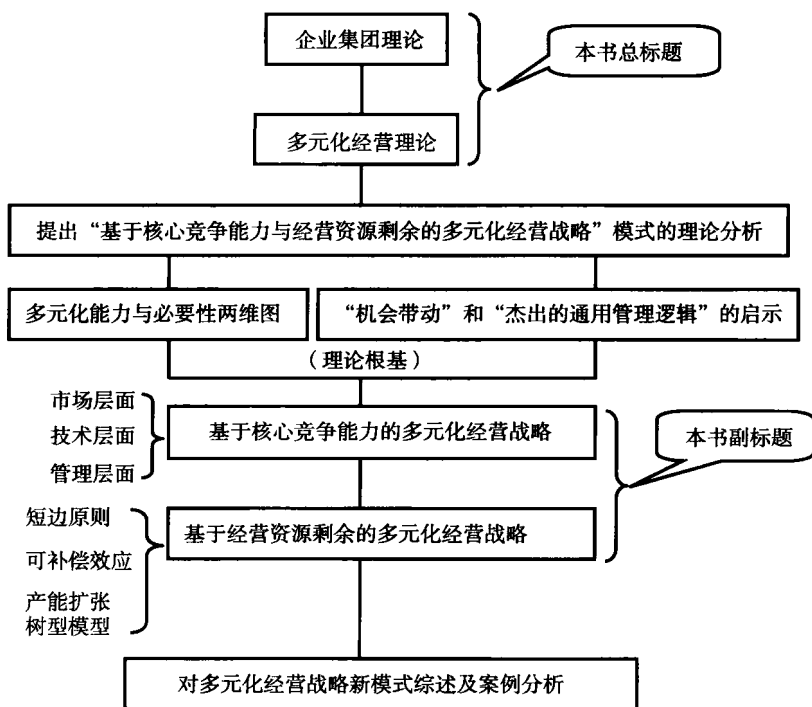 企业集团理论
本书总标题
多元化经营理论
提出“基于核心竞争能力与经营资源剩余的多元化经营战略”模式的理论分析
多元化能力与必要性两维图
“机会带动”和“杰出的通用管理逻辑”的启示
（理论根基）
市场层面
技术层面
管理层面
基于核心竞争能力的多元化经营战略
本书副标题
短边原则
可补偿效应
产能扩张
树型模型
基于经营资源剩余的多元化经营战略
对多元化经营战略新模式综述及案例分析